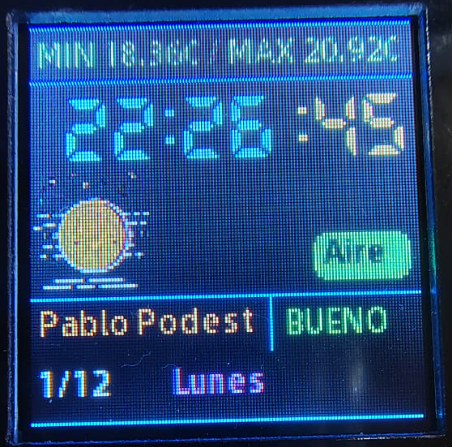 MIN 18.36C / MAX 20.92C
22:26:45
Aire
Pablo Podest
BUENO
1/12 Lunes